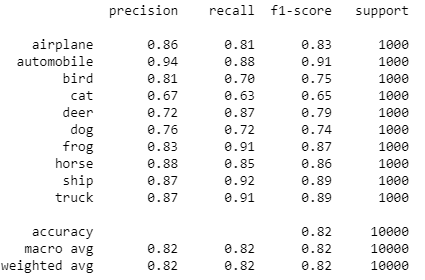 precision recall f1-score support
airplane 0.86 0.81 0.83 1000
automobile 0.94 0.88 0.91 1000
bird 0.81 0.70 0.75 1000
cat 0.67 0.63 0.65 1000
deer 0.72 0.87 0.79 1000
dog 0.76 0.72 0.74 1000
frog 0.83 0.91 0.87 1000
horse 0.88 0.85 0.86 1000
ship 0.87 0.92 0.89 1000
truck 0.87 0.91 0.89 1000
accuracy 0.82 10000
macro avg 0.82 0.82 0.82 10000
weighted avg 0.82 0.82 0.82 10000